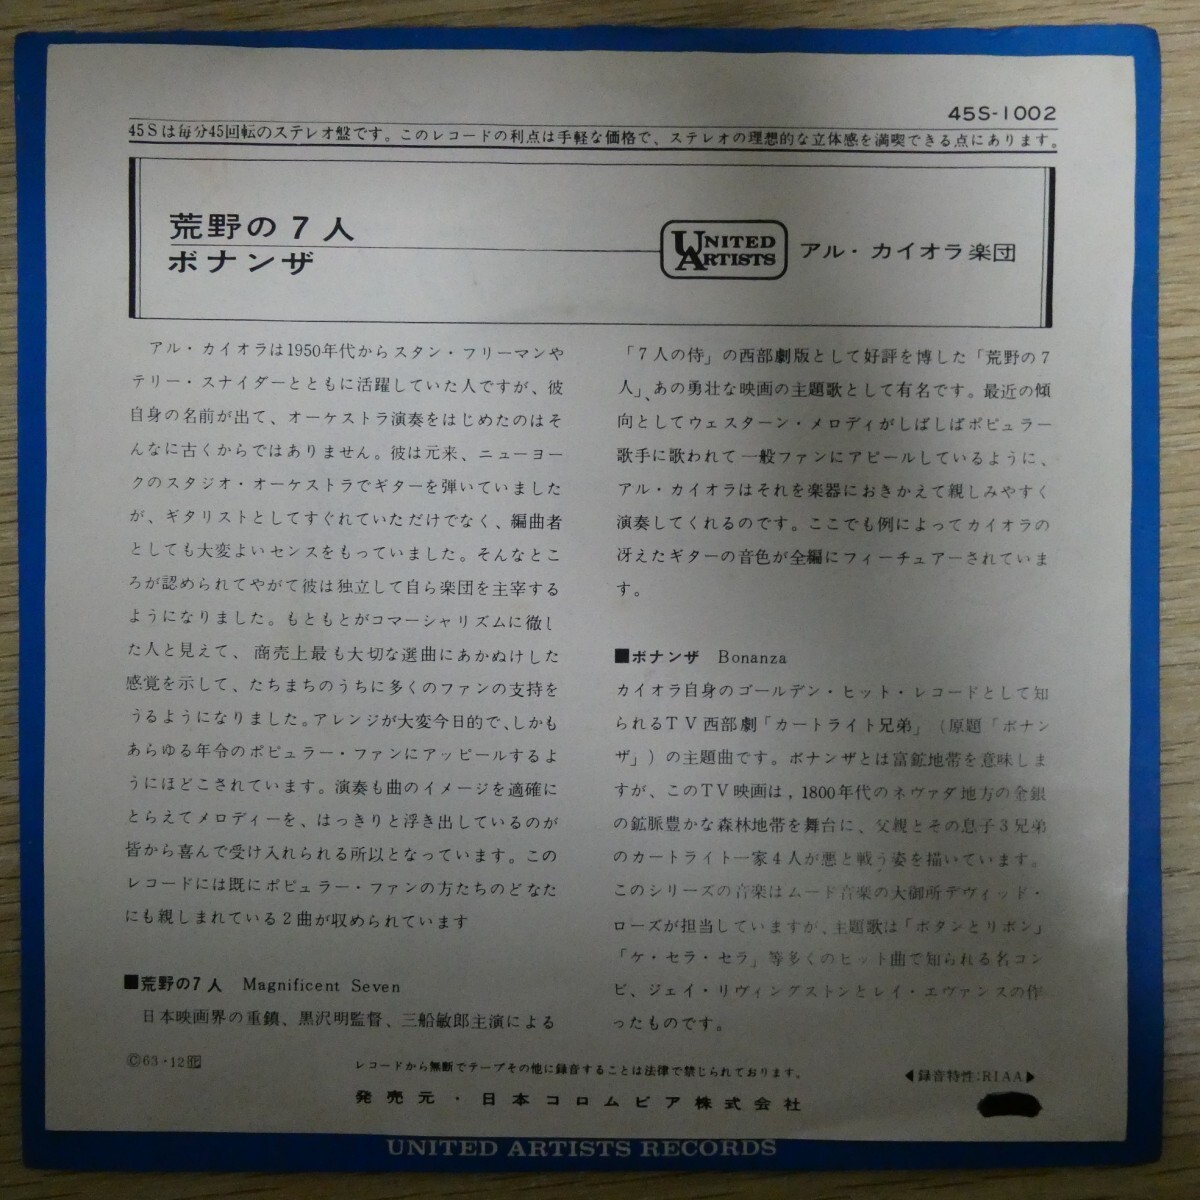 45S-1002
45Sは毎分45回転のステレオ盤です。このレコードの利点は手軽な価格で、ステレオの理想的な立体感を満喫できる点にあります。
荒野の7人
ボナンザ
UNITED ARTISTS
アル・カイオラ楽団
アル・カイオラは1950年代からスタン・フリーマンや
テリー・スナイダーとともに活躍していた人ですが、彼
自身の名前が出て、オーケストラ演奏をはじめたのはそ
んなに古くからではありません。彼は元来、ニューヨー
クのスタジオ・オーケストラでギターを弾いていました
が、ギタリストとしてすぐれていただけでなく、編曲者
としても大変よいセンスをもっていました。そんなとこ
ろが認められてやがて彼は独立して自ら楽団を主宰する
ようになりました。もともとがコマーシャリズムに徹し
た人と見えて、商売上最も大切な選曲にあかぬけした
感覚を示して、たちまちのうちに多くのファンの支持を
うるようになりました。アレンジが大変今日的で、しかも
あらゆる年令のポピュラー・ファンにアッピールするよ
うにほどこされています。演奏も曲のイメージを適確に
とらえてメロディーを、はっきりと浮き出しているのが
皆から喜んで受け入れられる所以となっています。この
レコードには既にポピュラー・ファンの方たちのどなた
にも親しまれている2曲が収められています
■荒野の7人 Magnificent Seven
日本映画界の重鎮、黒沢明監督、三船敏郎主演による
「7人の侍」の西部劇版として好評を博した「荒野の7
人」、あの勇壮な映画の主題歌として有名です。最近の傾
向としてウェスターン・メロディがしばしばポピュラー
歌手に歌われて一般ファンにアピールしているように、
アル・カイオラはそれを楽器におきかえて親しみやすく
演奏してくれるのです。ここでも例によってカイオラの
冴えたギターの音色が全編にフィーチュアーされていま
す。
■ボナンザ Bonanza
カイオラ自身のゴールデン・ヒット・レコードとして知
られるTV西部劇「カートライト兄弟」(原題「ボナン
ザ」)の主題曲です。ボナンザとは富鉱地帯を意味しま
すが、このTV映画は，1800年代のネヴァダ地方の金銀
の鉱脈豊かな森林地帯を舞台に、父親とその息子3兄弟
のカートライト一家4人が悪と戦う姿を描いています。
このシリーズの音楽はムード音楽の大御所デヴィッド・
ローズが担当していますが、主題歌は「ボタンとリボン」
「ケ・セラ・セラ」等多くのヒット曲で知られる名コン
ビ、ジェイ・リヴィングストンとレイ・エヴァンスの作
ったものです。
Ⓒ63・12
レコードから無断でテープその他に録音することは法律で禁じられております。
◀録音特性:RIAA▶
発売元・日本コロムビア株式会社
UNITED ARTISTS RECORDS